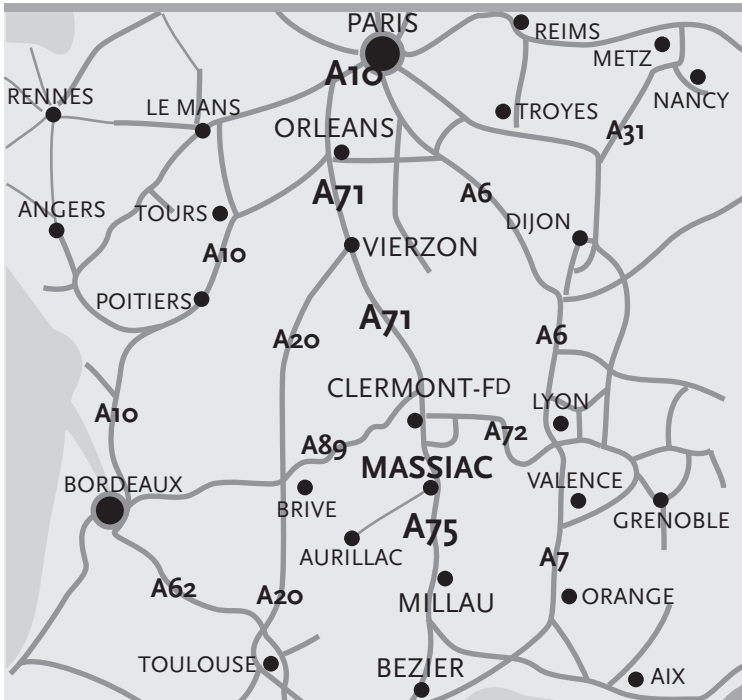 PARIS
REIMS
METZ
A10
RENNES
LE MANS
NANCY
TROYES
ORLEANS
A31
A71
A6
ANGERS
TOURS
DIJON
A10
VIERZON
POITIERS
A71
A20
A6
CLERMONT-FD
LYON
A10
A72
A89
MASSIAC
BORDEAUX
VALENCE
BRIVE
GRENOBLE
A75
AURILLAC
A7
A62
A20
MILLAU
ORANGE
TOULOUSE
BEZIER
AIX